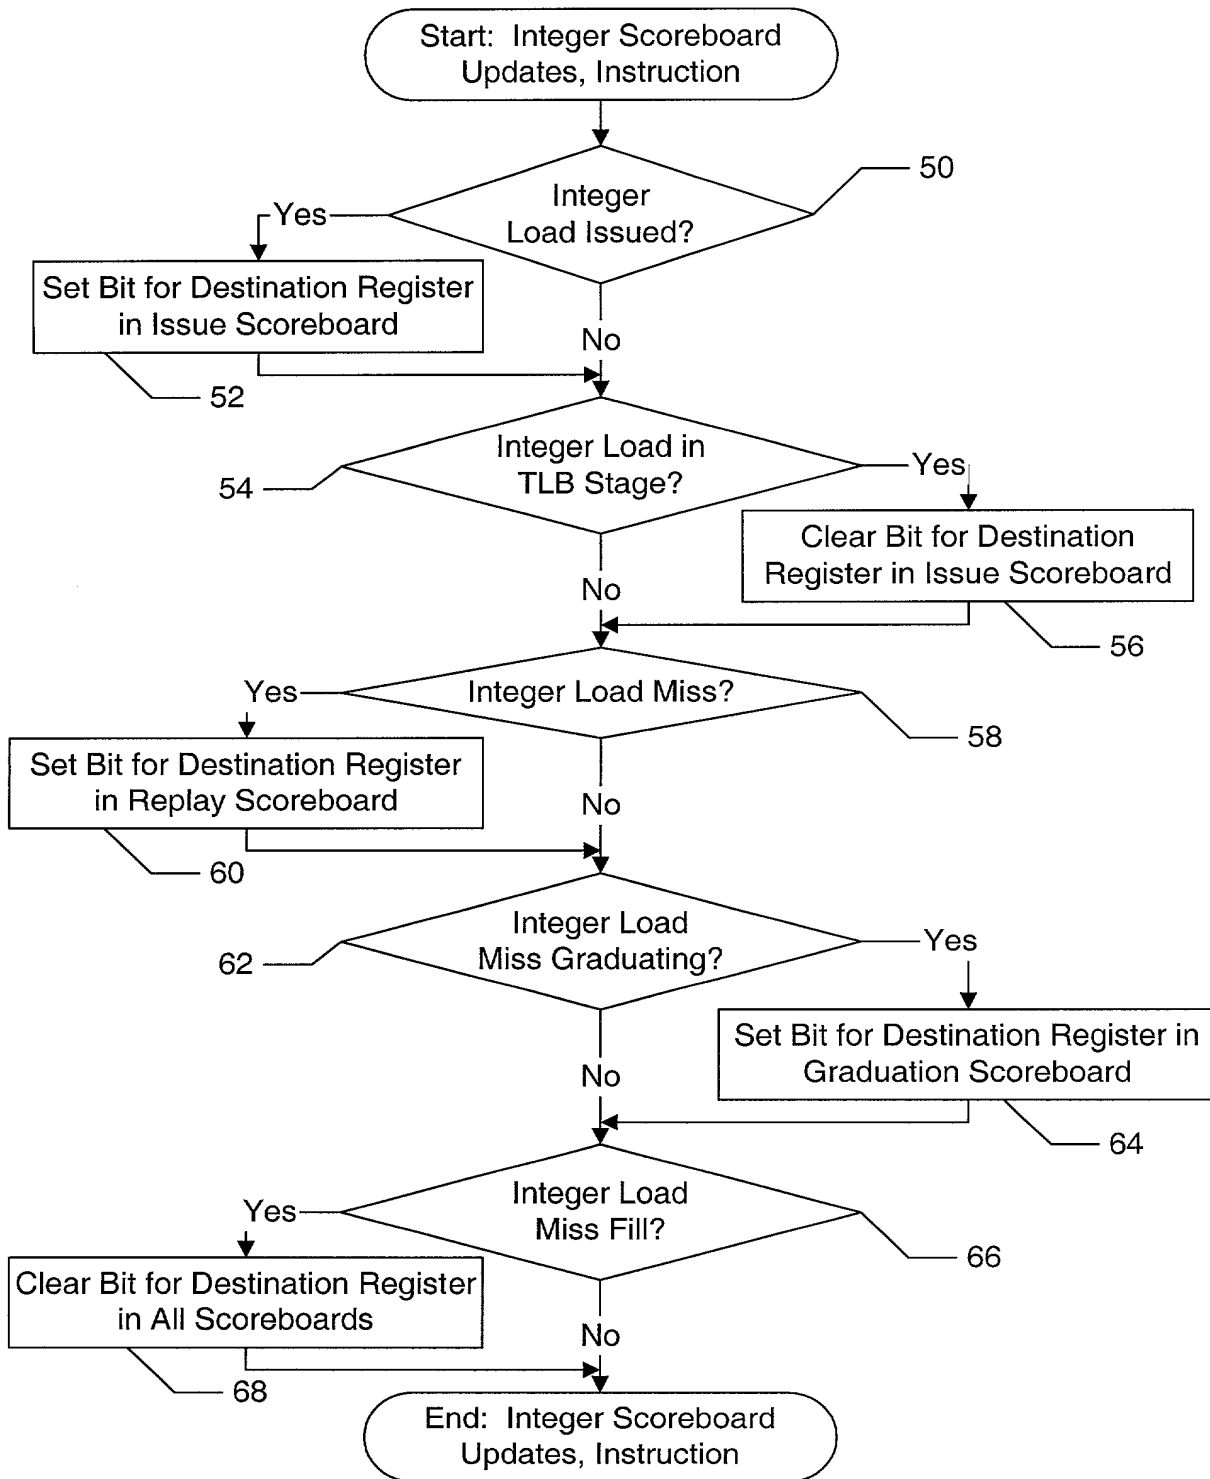 Start: Integer Scoreboard
Updates, Instruction
50
Integer
Load Issued?
Yes
Set Bit for Destination Register
in Issue Scoreboard
No
52
Integer Load in
TLB Stage?
54
Yes
Clear Bit for Destination
Register in Issue Scoreboard
No
56
Integer Load Miss?
Yes
58
Set Bit for Destination Register
in Replay Scoreboard
No
60
Integer Load
Miss Graduating?
62
Yes
Set Bit for Destination Register in
Graduation Scoreboard
No
64
Integer Load
Miss Fill?
Yes
66
Clear Bit for Destination Register
in All Scoreboards
No
68
End: Integer Scoreboard
Updates, Instruction